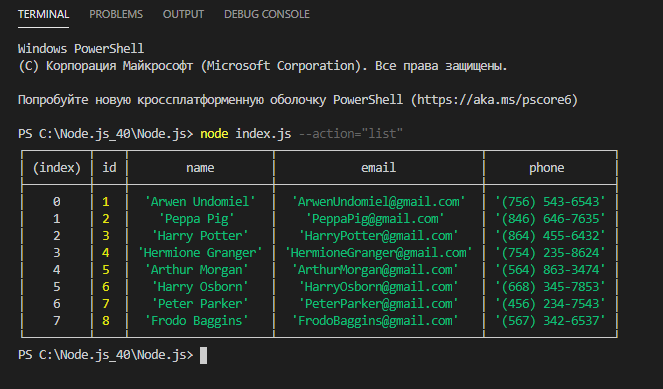 TERMINAL PROBLEMS OUTPUT DEBUG CONSOLE
Windows PowerShell
(C) Корпорация Майкрософт (Microsoft Corporation). Все права защищены.
Попробуйте новую кроссплатформенную оболочку PowerShell (https://aka.ms/pscore6)
PS C:\Node.js_40\Node.js> node index.js --action="list"
(index) id name email phone
0 1 'Arwen Undomiel' 'ArwenUndomiel@gmail.com' '(756) 543-6543'
1 2 'Peppa Pig' 'PeppaPig@gmail.com' '(846) 646-7635'
2 3 'Harry Potter' 'HarryPotter@gmail.com' '(864) 455-6432'
3 4 'Hermione Granger' 'HermioneGranger@gmail.com' '(754) 235-8624'
4 5 'Arthur Morgan' 'ArthurMorgan@gmail.com' '(564) 863-3474'
5 6 'Harry Osborn' 'HarryOsborn@gmail.com' '(668) 345-7853'
6 7 'Peter Parker' 'PeterParker@gmail.com' '(456) 234-7543'
7 8 'Frodo Baggins' 'FrodoBaggins@gmail.com' '(567) 342-6537'
PS C:\Node.js_40\Node.js>